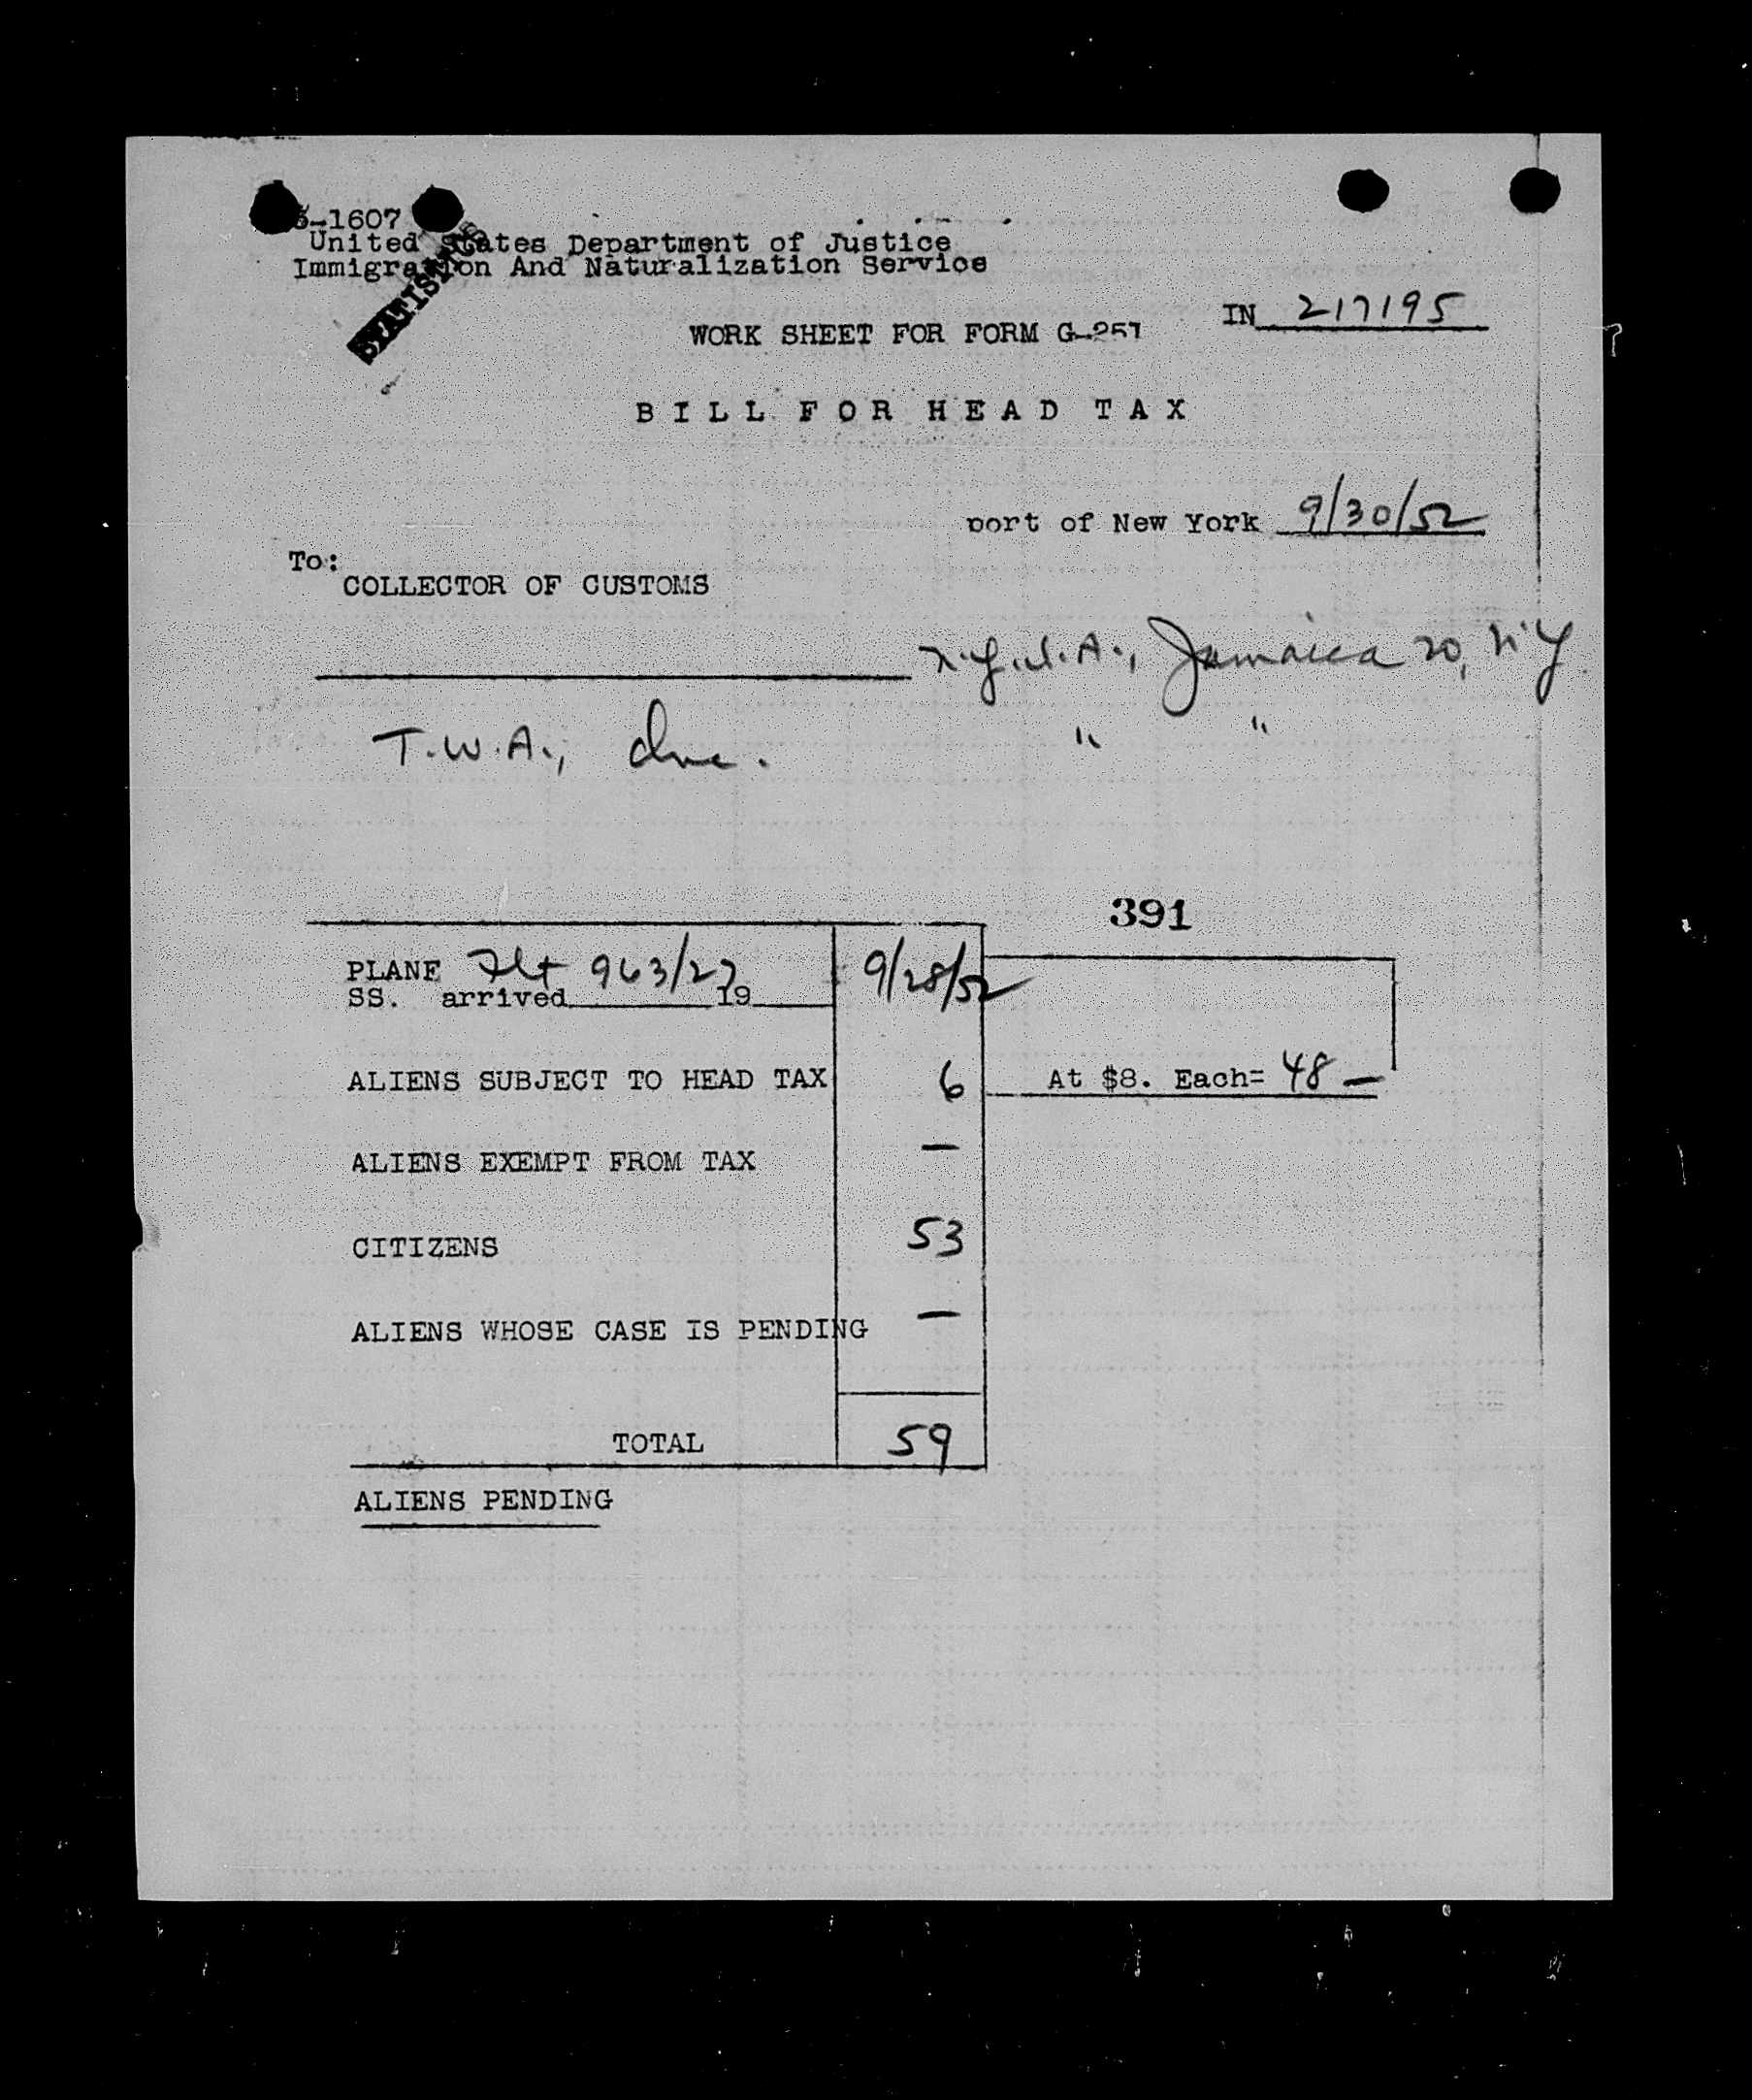 -1607
United States Department of Justice
Immigration And Naturalization Service
IN 217195
WORK SHEET FOR FORM G-257
BILL FOR HEAD TAX
port of New York 9/30/52
To:
COLLECTOR OF CUSTOMS
N.Y.I.A., Jamaica 20, N.Y
T.W.A., Inc. " "
391
PLANE Flt 963/27 9/28/52
SS. arrived 19
ALIENS SUBJECT TO HEAD TAX 6 At $8. Each= 48 —
ALIENS EXEMPT FROM TAX —
CITIZENS 53
ALIENS WHOSE CASE IS PENDING —
TOTAL 59
ALIENS PENDING